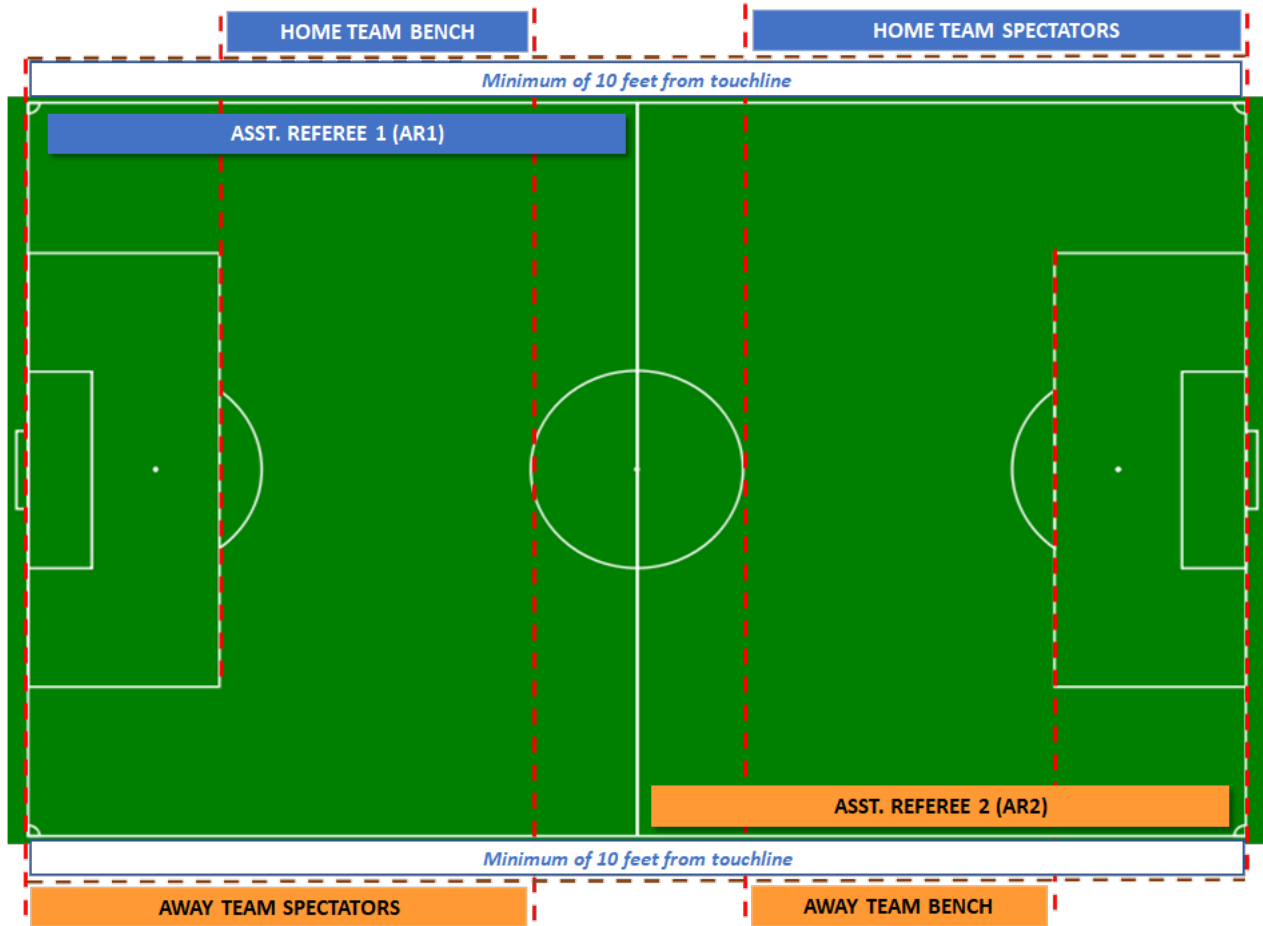 HOME TEAM BENCH
HOME TEAM SPECTATORS
Minimum of 10 feet from touchline
ASST. REFEREE 1 (AR1)
ASST. REFEREE 2 (AR2)
Minimum of 10 feet from touchline
AWAY TEAM SPECTATORS
AWAY TEAM BENCH